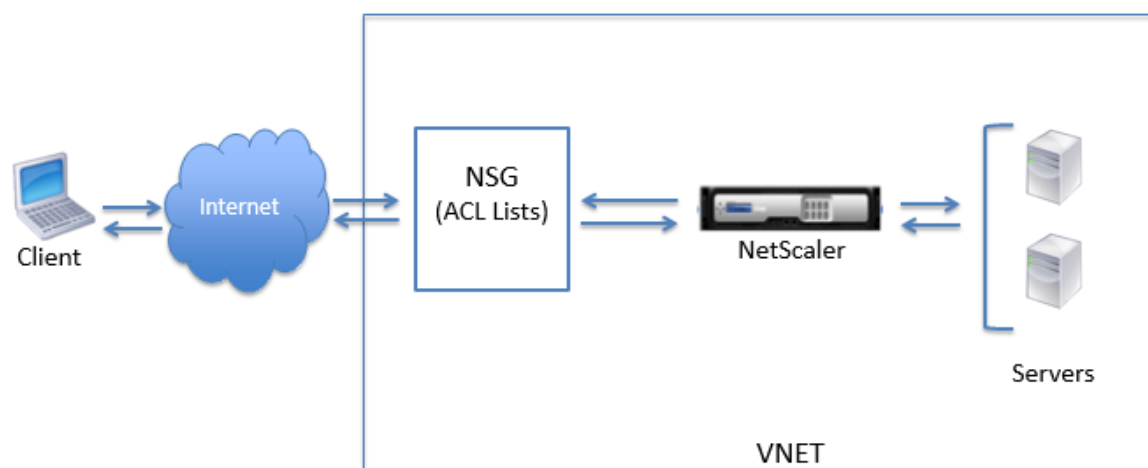 Client
Internet
NSG
(ACL Lists)
NetScaler
Servers
VNET